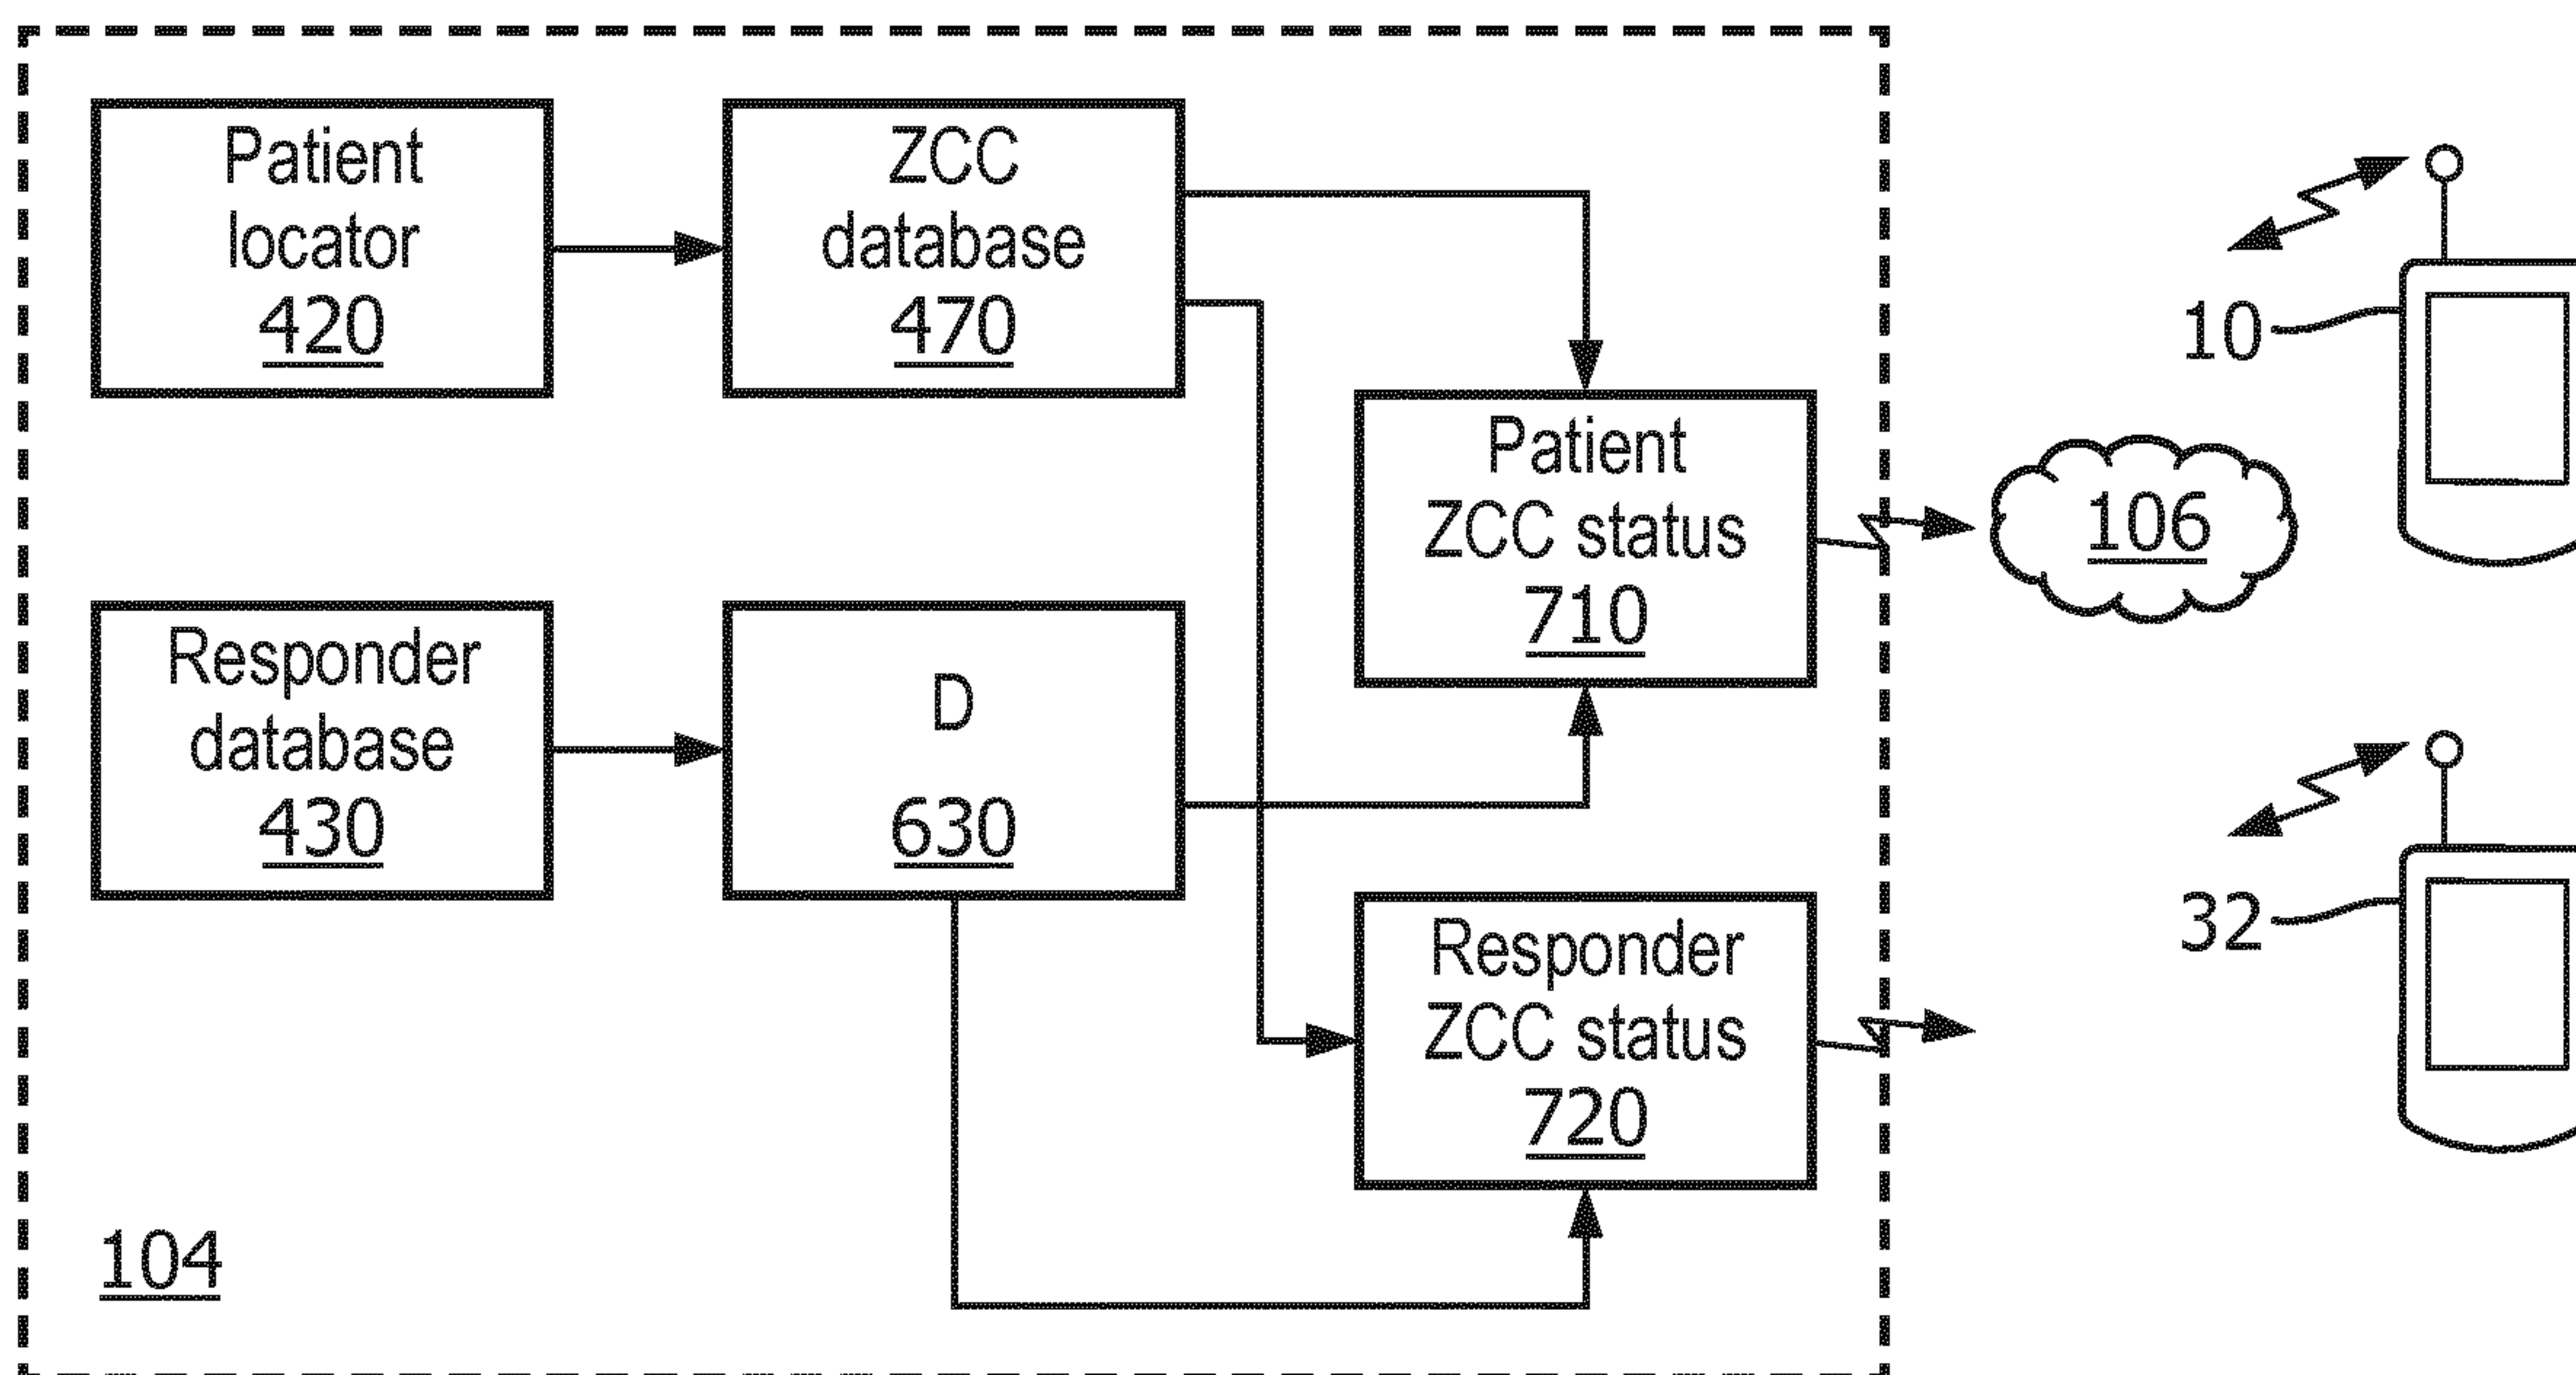 Patient
locator
420
ZCC
database
470
Patient
ZCC status
710
Responder
database
430
D
630
Responder
ZCC status
720
104
106
10
32